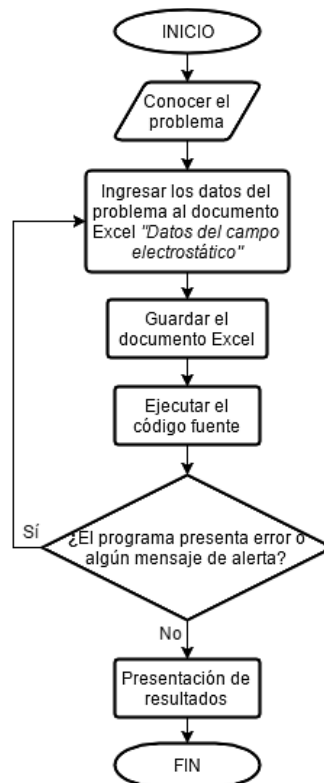 INICIO
Conocer el
problema
Ingresar los datos del
problema al documento
Excel "Datos del campo
electrostático"
Guardar el
documento Excel
Ejecutar el
código fuente
¿El programa presenta error o
algún mensaje de alerta?
Sí
No
Presentación de
resultados
FIN